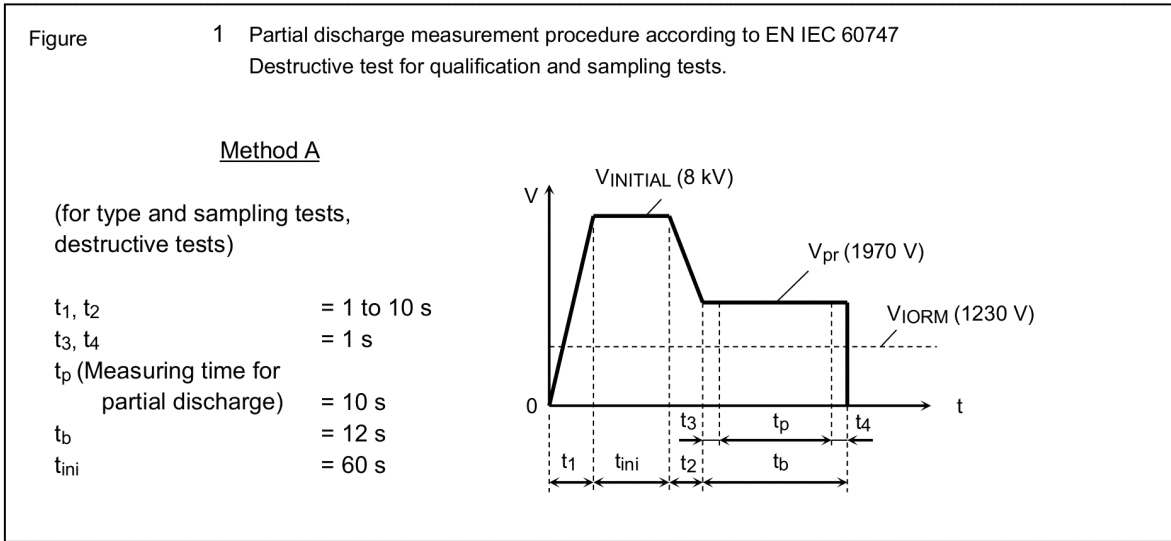 Figure 1 Partial discharge measurement procedure according to EN IEC 60747
Destructive test for qualification and sampling tests.
Method A
(for type and sampling tests,
destructive tests)
t1, t2 = 1 to 10 s
t3, t4 = 1 s
tp (Measuring time for
partial discharge) = 10 s
tb = 12 s
tini = 60 s
V
VINITIAL (8 kV)
Vpr (1970 V)
VIORM (1230 V)
0
t
t3 tp t4
t1 tini t2 tb